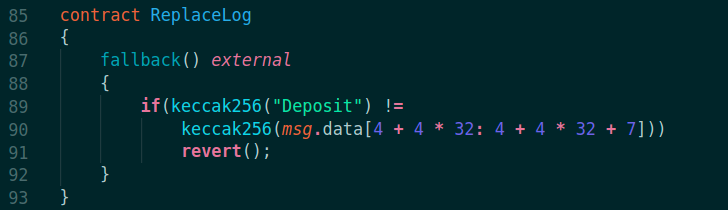 85 contract ReplaceLog
86 {
87 fallback() external
88 {
89 if(keccak256("Deposit") !=
90 keccak256(msg.data[4 + 4 * 32: 4 + 4 * 32 + 7]))
91 revert();
92 }
93 }